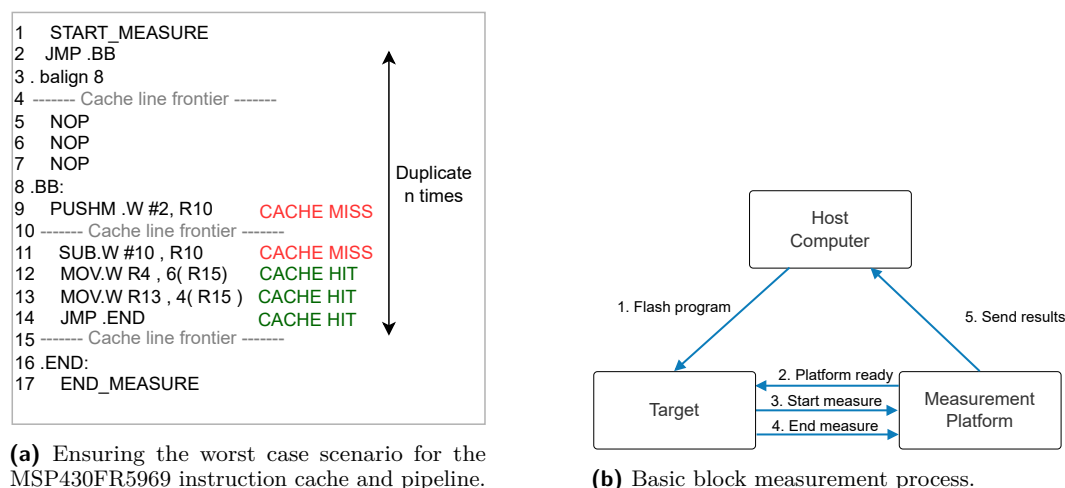 1 START_MEASURE
2 JMP .BB
3 . balign 8
4 ------- Cache line frontier -------
5 NOP
6 NOP
7 NOP
8 .BB:
9 PUSHM .W #2, R10 CACHE MISS
10 ------- Cache line frontier -------
11 SUB.W #10 , R10 CACHE MISS
12 MOV.W R4 , 6( R15) CACHE HIT
13 MOV.W R13 , 4( R15 ) CACHE HIT
14 JMP .END CACHE HIT
15 ------- Cache line frontier -------
16 .END:
17 END_MEASURE
Duplicate
n times
(a) Ensuring the worst case scenario for the
MSP430FR5969 instruction cache and pipeline.
Host
Computer
1. Flash program
5. Send results
Target
2. Platform ready
3. Start measure
4. End measure
Measurement
Platform
(b) Basic block measurement process.